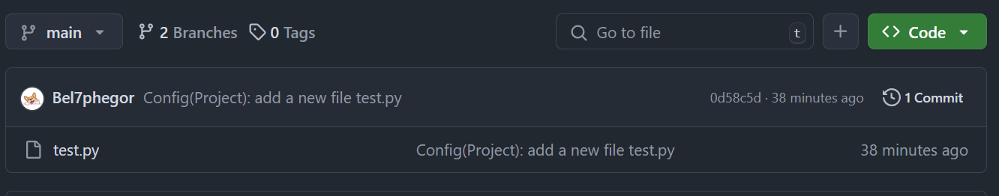 main 2 Branches 0 Tags Go to file t Code
Bel7phegor Config(Project): add a new file test.py 0d58c5d · 38 minutes ago 1 Commit
test.py Config(Project): add a new file test.py 38 minutes ago